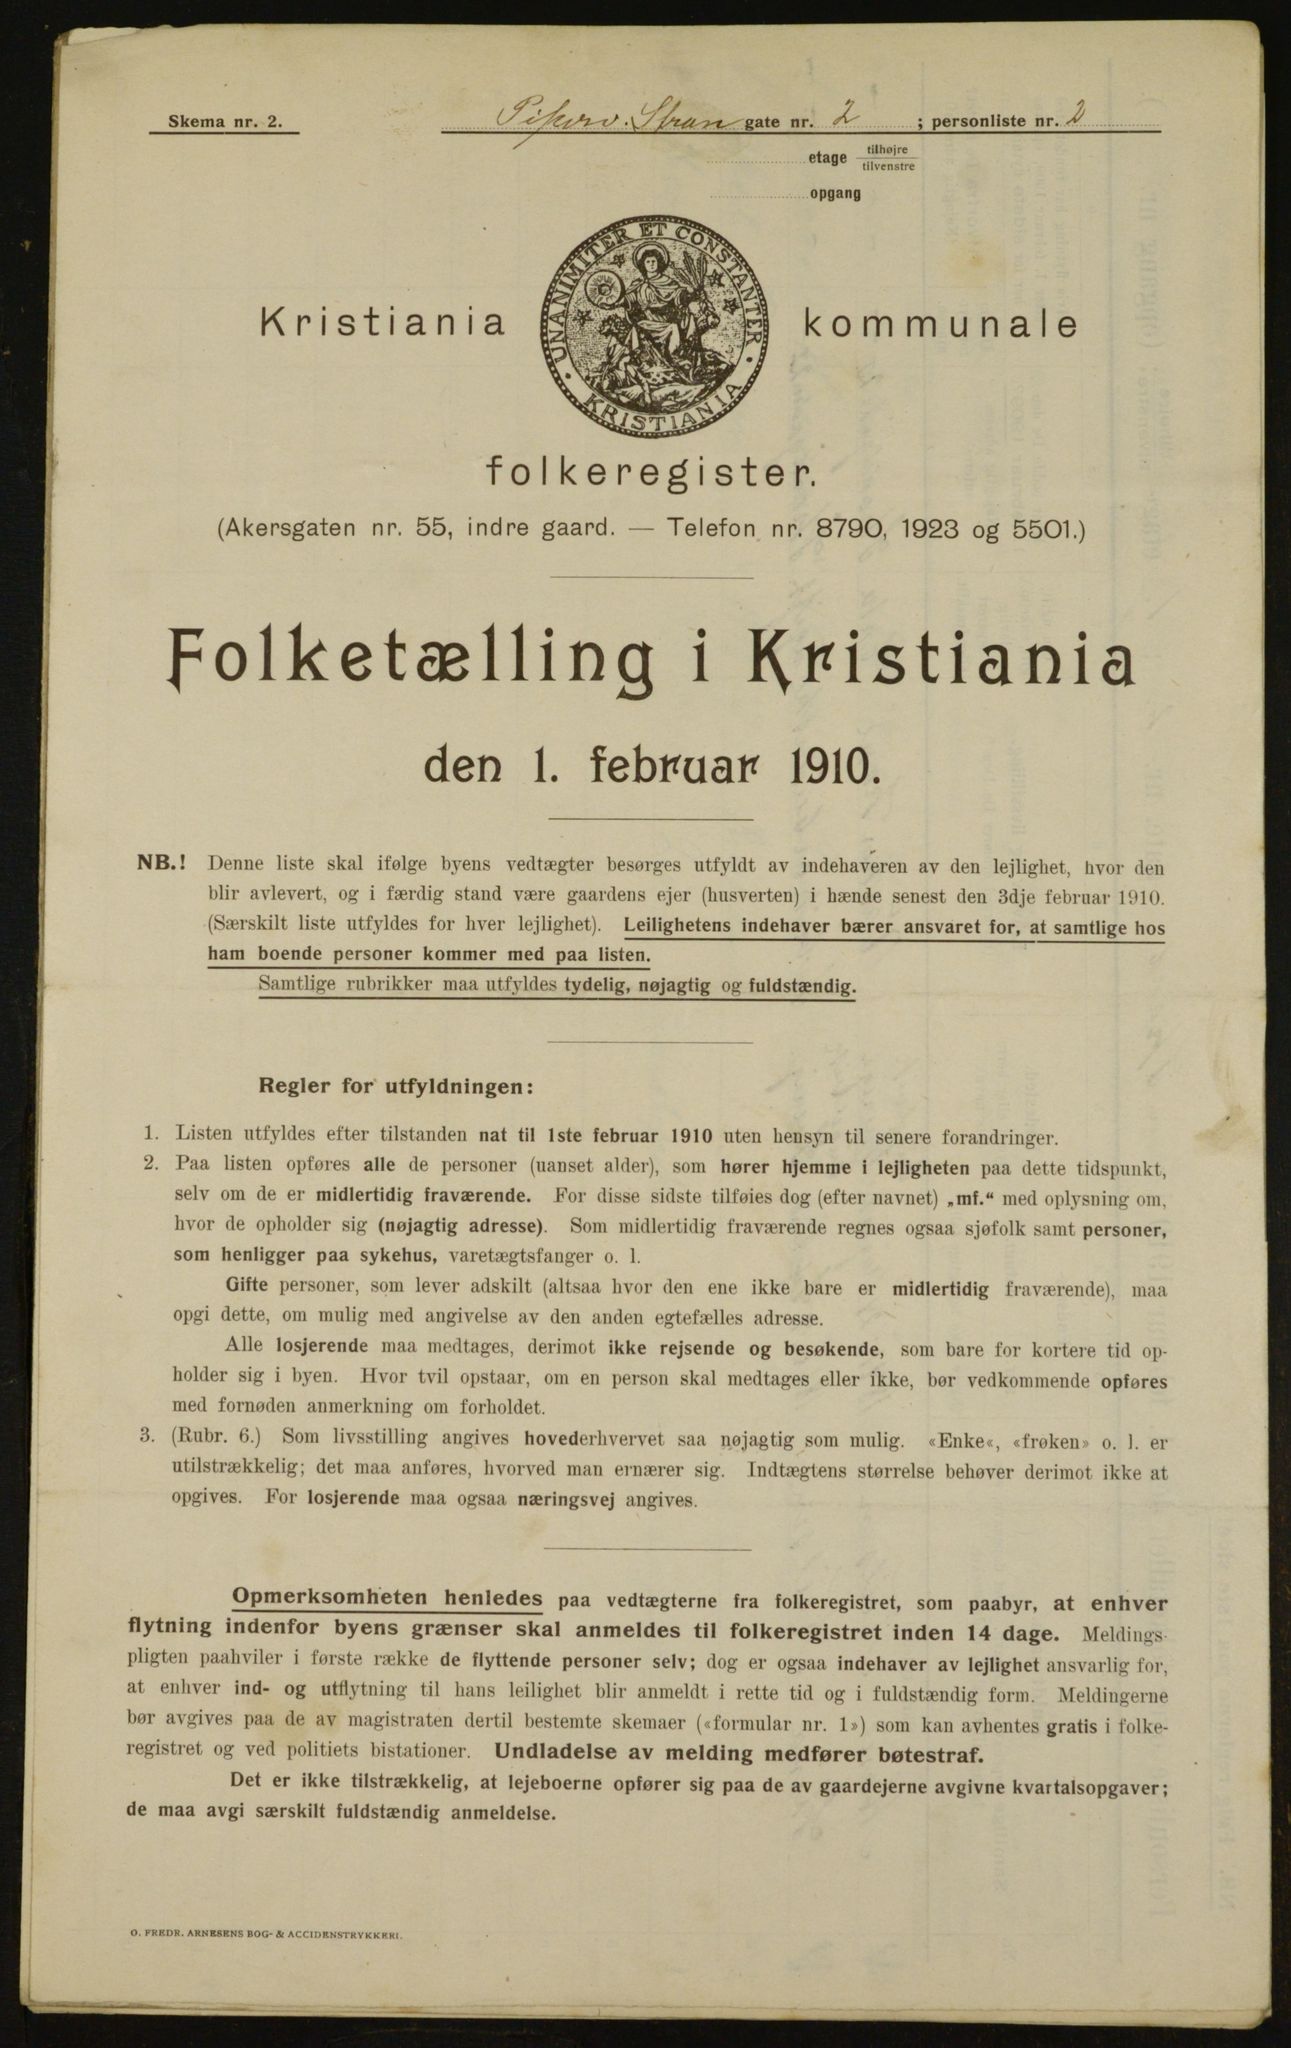 Skema nr. 2.
Pipervi. Stran gate nr. 2 ; personliste nr. 2
etage tilhøjre
tilvenstre
opgang
UNANIMITER ET CONSTANTER
KRISTIANIA
Kristiania kommunale
folkeregister.
(Akersgaten nr. 55, indre gaard. — Telefon nr. 8790, 1923 og 5501.)
Folketælling i Kristiania
den 1. februar 1910.
NB.! Denne liste skal ifølge byens vedtægter besørges utfyldt av indehaveren av den lejlighet, hvor den
blir avlevert, og i færdig stand være gaardens ejer (husverten) i hænde senest den 3dje februar 1910.
(Særskilt liste utfyldes for hver lejlighet). Leilighetens indehaver bærer ansvaret for, at samtlige hos
ham boende personer kommer med paa listen.
Samtlige rubrikker maa utfyldes tydelig, nøjagtig og fuldstændig.
Regler for utfyldningen:
1. Listen utfyldes efter tilstanden nat til 1ste februar 1910 uten hensyn til senere forandringer.
2. Paa listen opføres alle de personer (uanset alder), som hører hjemme i lejligheten paa dette tidspunkt,
selv om de er midlertidig fraværende. For disse sidste tilføies dog (efter navnet) „mf.“ med oplysning om,
hvor de opholder sig (nøjagtig adresse). Som midlertidig fraværende regnes ogsaa sjøfolk samt personer,
som henligger paa sykehus, varetægtsfanger o. l.
Gifte personer, som lever adskilt (altsaa hvor den ene ikke bare er midlertidig fraværende), maa
opgi dette, om mulig med angivelse av den anden egtefælles adresse.
Alle losjerende maa medtages, derimot ikke rejsende og besøkende, som bare for kortere tid op-
holder sig i byen. Hvor tvil opstaar, om en person skal medtages eller ikke, bør vedkommende opføres
med fornøden anmerkning om forholdet.
3. (Rubr. 6.) Som livsstilling angives hovederhvervet saa nøjagtig som mulig. «Enke«, «frøken» o. l. er
utilstrækkelig; det maa anføres, hvorved man ernærer sig. Indtægtens størrelse behøver derimot ikke at
opgives. For losjerende maa ogsaa næringsvej angives.
Opmerksomheten henledes paa vedtægterne fra folkeregistret, som paabyr, at enhver
flytning indenfor byens grænser skal anmeldes til folkeregistret inden 14 dage. Meldings-
pligten paahviler i første række de flyttende personer selv; dog er ogsaa indehaver av lejlighet ansvarlig for,
at enhver ind- og utflytning til hans leilighet blir anmeldt i rette tid og i fuldstændig form. Meldingerne
bør avgives paa de av magistraten dertil bestemte skemaer («formular nr. 1») som kan avhentes gratis i folke-
registret og ved politiets bistationer. Undladelse av melding medfører bøtestraf.
Det er ikke tilstrækkelig, at lejeboerne opfører sig paa de av gaardejerne avgivne kvartalsopgaver;
de maa avgi særskilt fuldstændig anmeldelse.
O. FREDR. ARNESENS BOG- & ACCIDENSTRYKKERI.